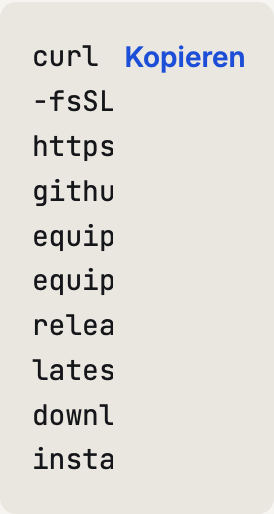 curl Kopieren
-fsSL
https
githu
equip
equip
relea
lates
downl
insta